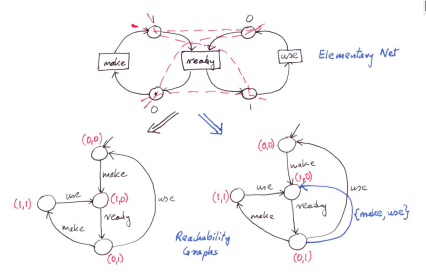 1 0
make ready use Elementary Net
0 1
(0,0) (0,0)
make make
(1,1) use (1,0) use (1,1) use (1,0) use
ready ready {make, use}
make make
(0,1) (0,1)
Reachability
Graphs